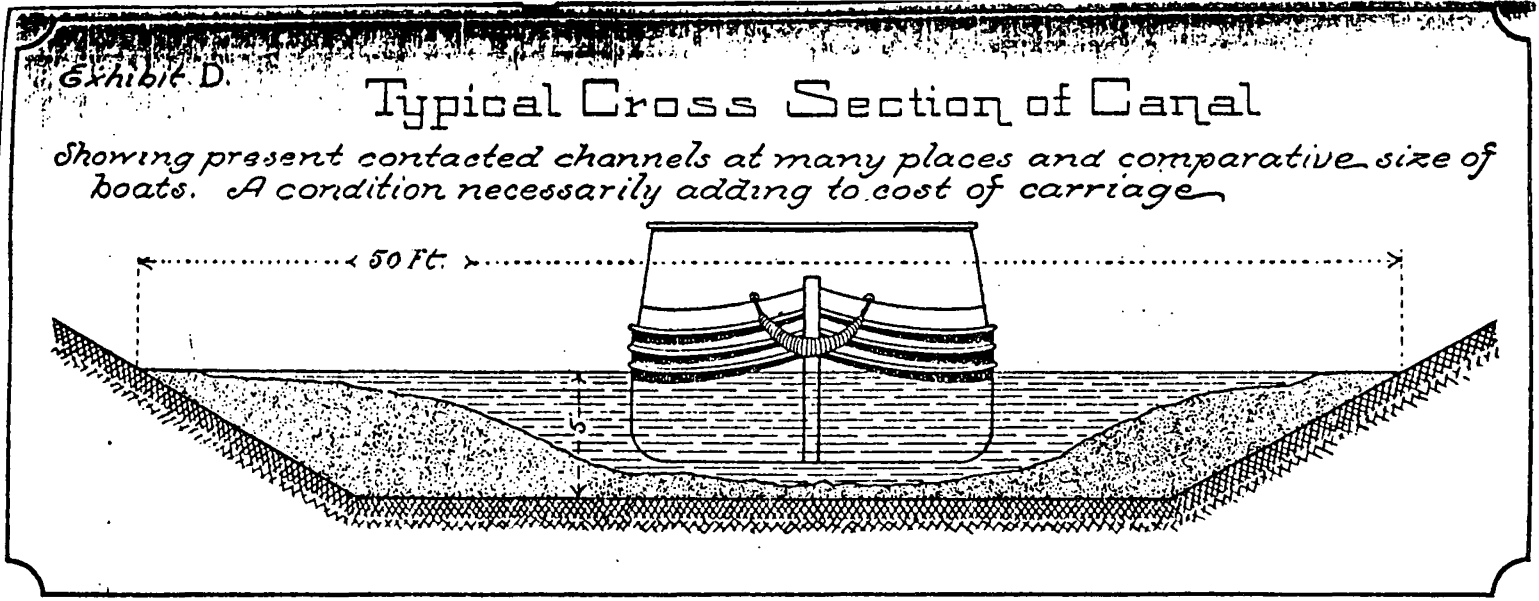 Exhibit D.
Typical Cross Section of Canal
Showing present contacted channels at many places and comparative size of
boats. A condition necessarily adding to cost of carriage
50 Ft.
5'